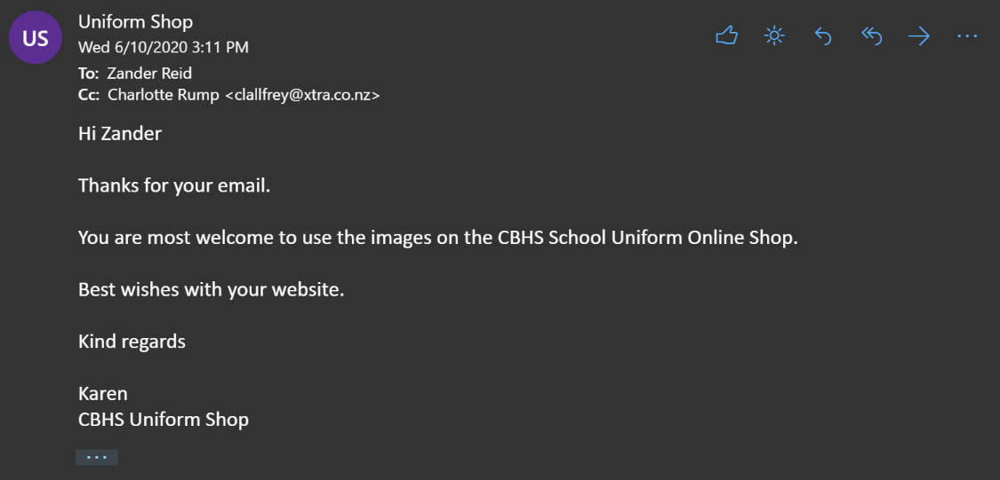 US
Uniform Shop
Wed 6/10/2020 3:11 PM
To: Zander Reid
Cc: Charlotte Rump <clallfrey@xtra.co.nz>
Hi Zander
Thanks for your email.
You are most welcome to use the images on the CBHS School Uniform Online Shop.
Best wishes with your website.
Kind regards
Karen
CBHS Uniform Shop